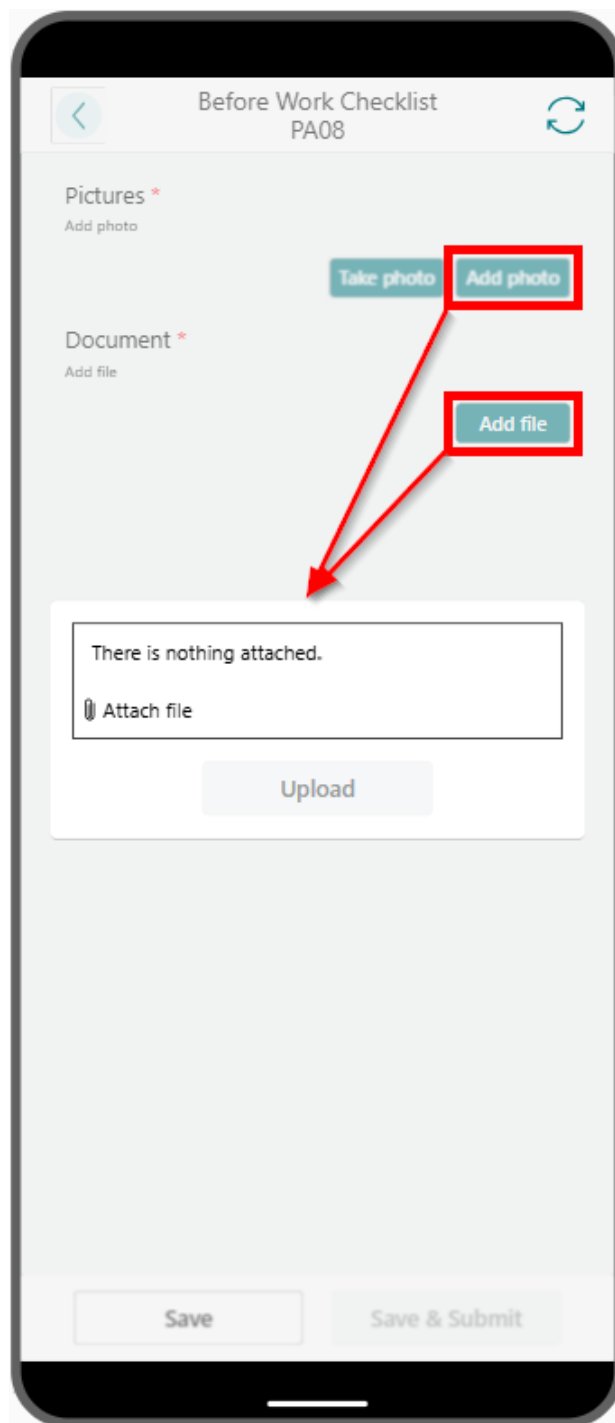 Before Work Checklist
PA08
Pictures *
Add photo
Take photo Add photo
Document *
Add file
Add file
There is nothing attached.
Attach file
Upload
Save Save & Submit